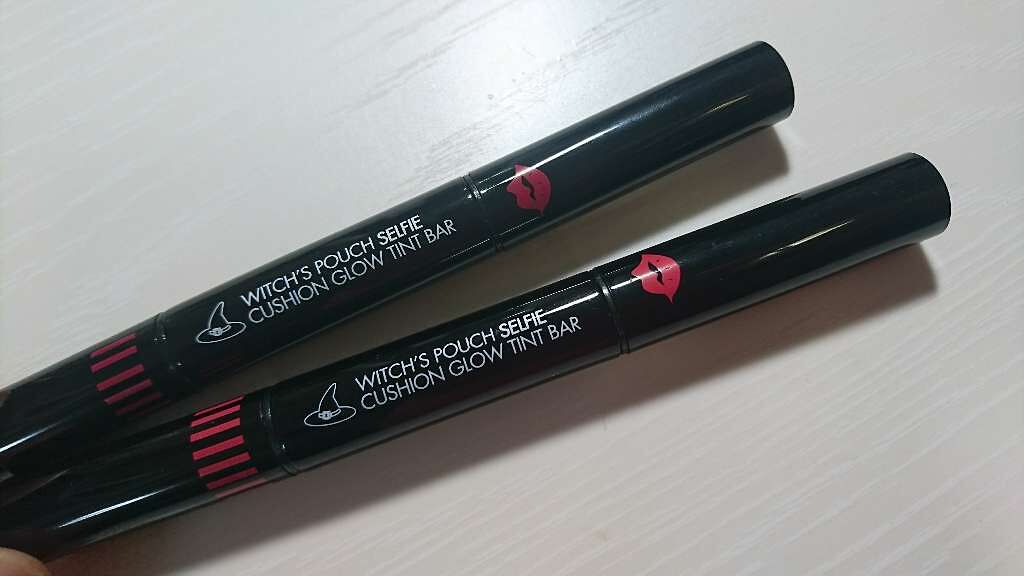 WITCH'S POUCH SELFIE
CUSHION GLOW TINT BAR
WITCH'S POUCH SELFIE
CUSHION GLOW TINT BAR